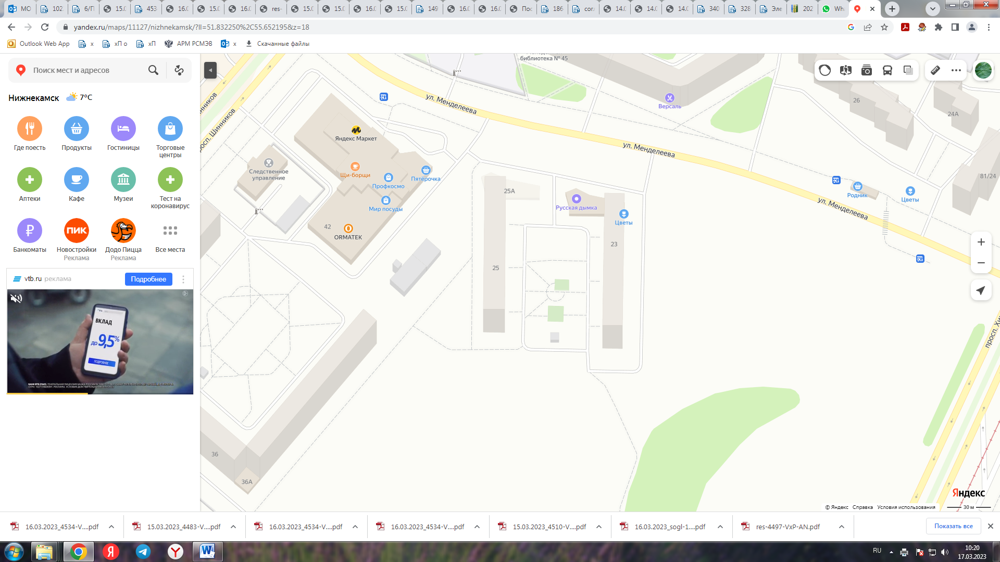 МО
102
6/П
15.0
453
16.0
15.0
16.0
res-
15.0
15.0
16.0
15.0
149
16.0
16.0
Пос
186
сог
14.0
14.0
14.0
340
328
Эле
202
Wha
yandex.ru/maps/11127/nizhnekamsk/?ll=51.832250%2C55.652195&z=18
Outlook Web App
х
хП о
хП
АРМ РСМЭВ
х
Скачанные файлы
Поиск мест и адресов
Нижнекамск
7°C
Где поесть
Продукты
Гостиницы
Торговые центры
Аптеки
Кафе
Музеи
Тест на коронавирус
Банкоматы
Новостройки
Реклама
Додо Пицца
Реклама
Все места
ПИК
vtb.ru реклама
Подробнее
0+
ВКЛАД
до 9,5%
ПОДРОБНЕЕ
библиотека № 45
ул. Менделеева
Версаль
26
24А
81/24
просп. Шинников
Яндекс Маркет
Следственное управление
Щи-борщи
Профкосмо
Пятёрочка
Мир посуды
42
ORMATEK
ул. Менделеева
25А
Русская дымка
Цветы
23
25
Родник
Цветы
ул. Менделеева
просп. Хи
36
36А
Яндекс
© Яндекс Справка Условия использования
30 м
16.03.2023_4534-V....pdf
15.03.2023_4483-V....pdf
16.03.2023_4534-V....pdf
16.03.2023_4534-V....pdf
15.03.2023_4510-V....pdf
16.03.2023_sogl-1....pdf
res-4497-VxP-AN.pdf
Показать все
RU
10:20
17.03.2023